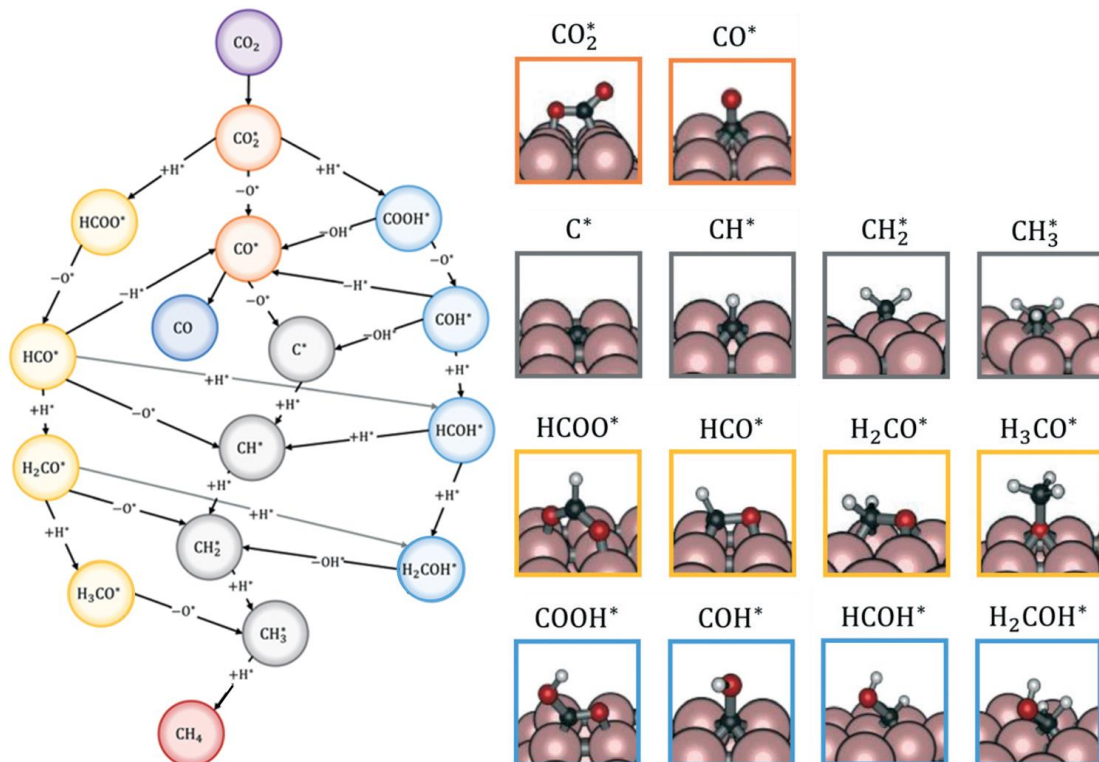 CO₂
CO₂*
+H*
−O*
+H*
HCOO*
COOH*
−OH*
CO*
−O*
−O*
−H*
−H*
−O*
CO
COH*
C*
−OH*
HCO*
+H*
+H*
+H*
+H*
−O*
CH*
+H*
HCOH*
H₂CO*
+H*
+H*
−O*
+H*
+H*
CH₂*
−OH*
H₂COH*
H₃CO*
+H*
−O*
CH₃*
+H*
CH₄
CO₂* CO*
C* CH* CH₂* CH₃*
HCOO* HCO* H₂CO* H₃CO*
COOH* COH* HCOH* H₂COH*